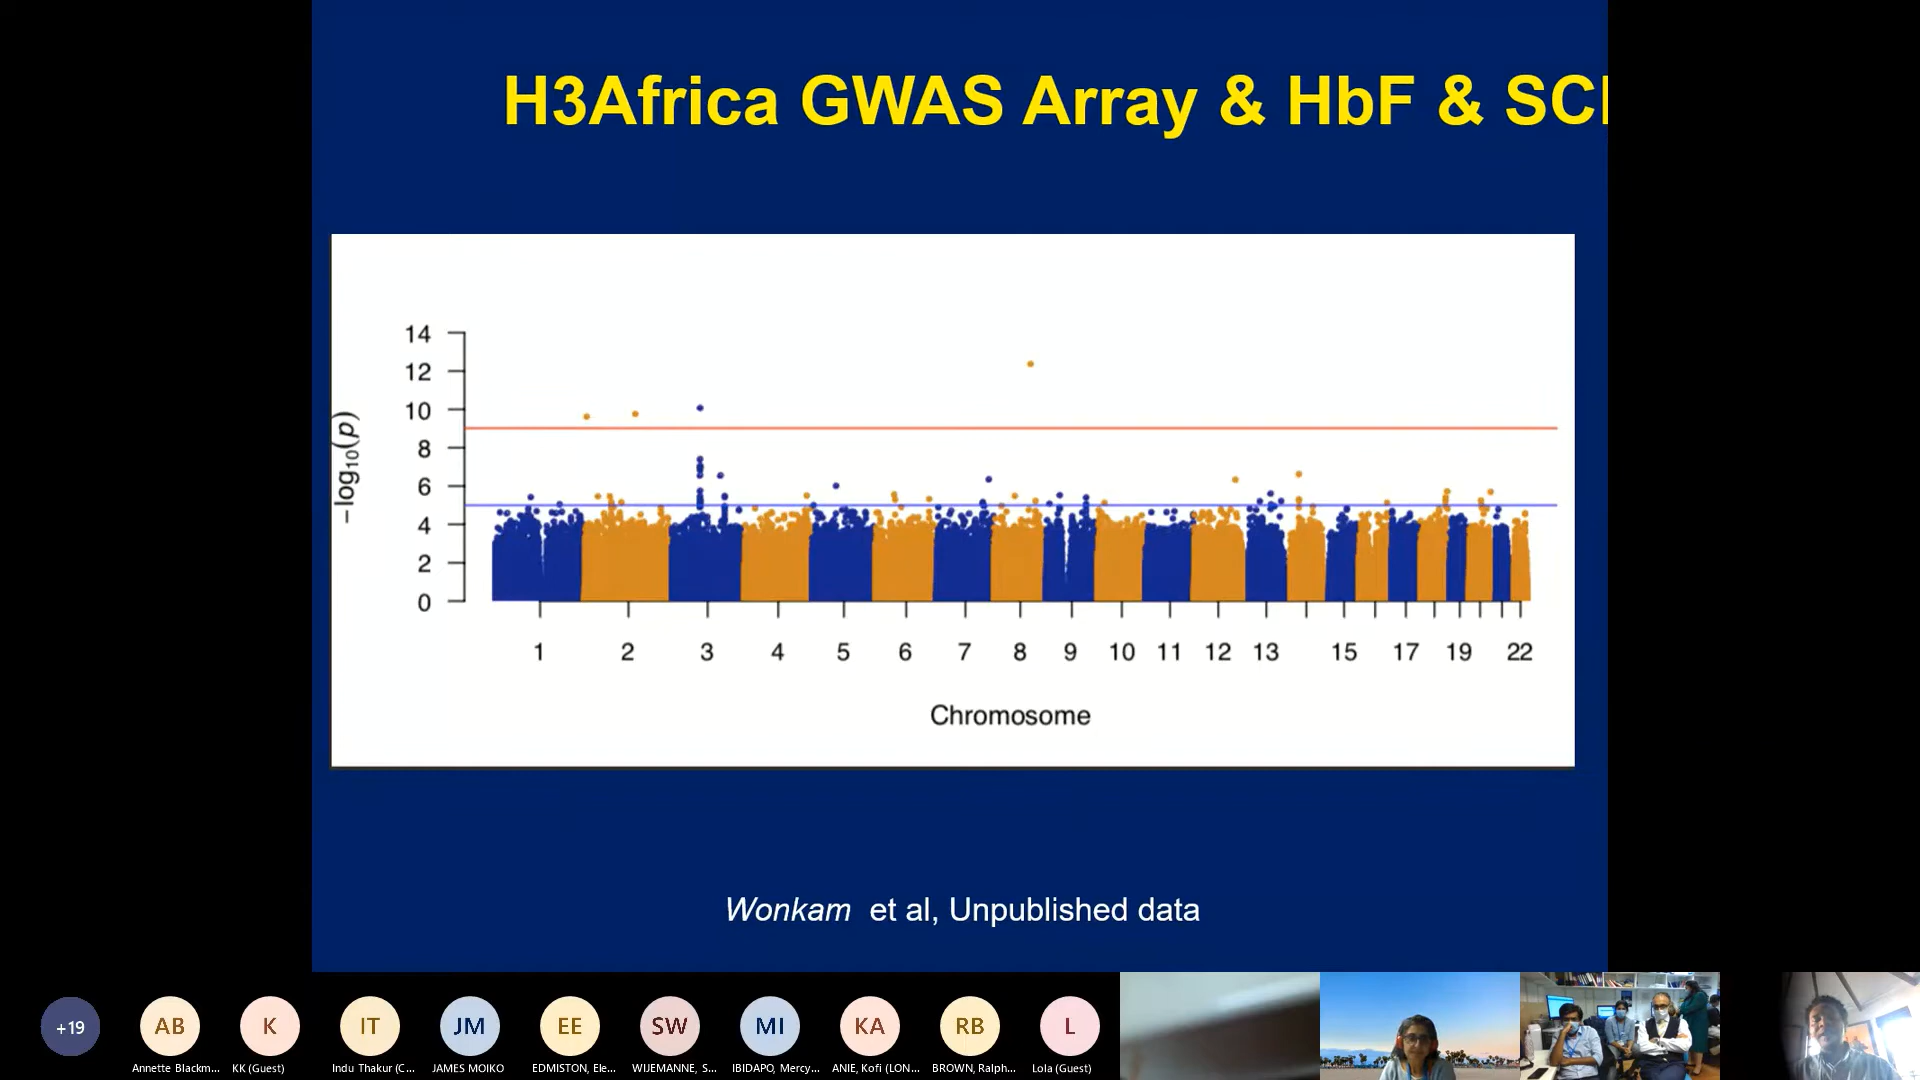 H3Africa GWAS Array & HbF & SC
14
12
10
8
6
4
2
0
−log10(p)
1 2 3 4 5 6 7 8 9 10 11 12 13 15 17 19 22
Chromosome
Wonkam et al, Unpublished data
+19 AB K IT JM EE SW MI KA RB L
Annette Blackm... KK (Guest) Indu Thakur (C... JAMES MOIKO EDMISTON, Ele... WIJEMANNE, S... IBIDAPO, Mercy... ANIE, Kofi (LON... BROWN, Ralph... Lola (Guest)